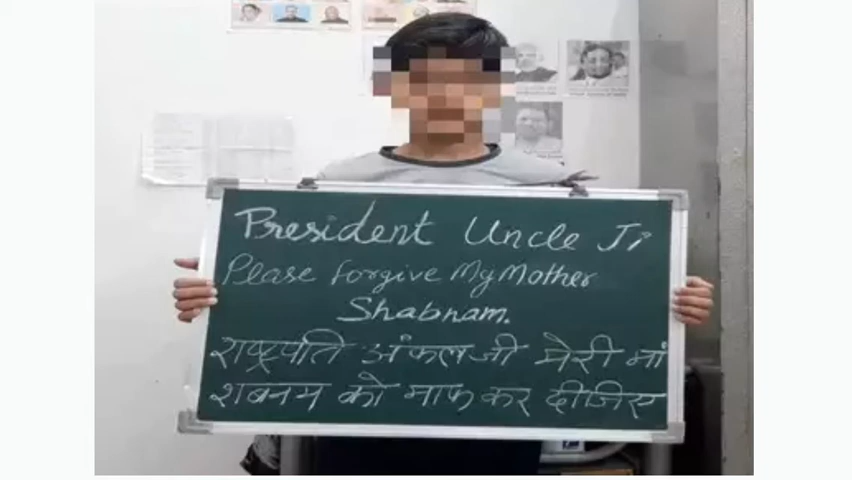 President Uncle Ji
Please forgive My Mother
Shabnam.
राष्ट्रपति अंकल जी मेरी मां
शबनम को माफ कर दीजिए